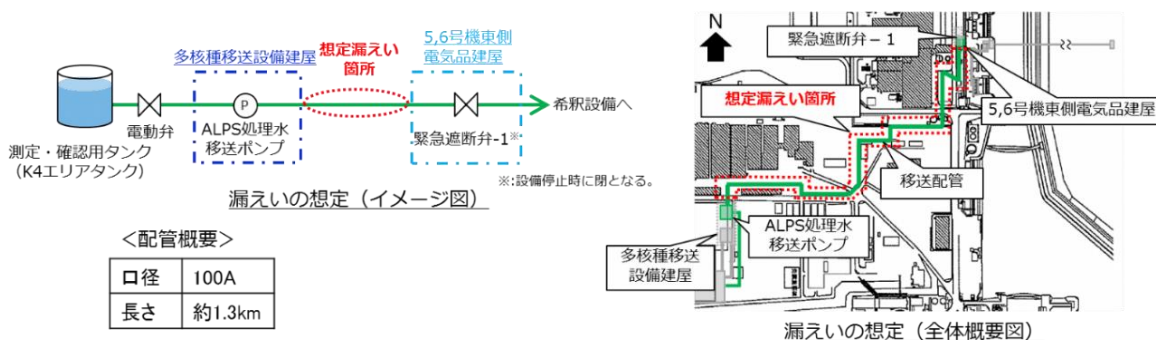 多核種移送設備建屋
想定漏えい
箇所
5,6号機東側
電気品建屋
P
電動弁
ALPS処理水
移送ポンプ
緊急遮断弁-1※
希釈設備へ
測定・確認用タンク
(K4エリアタンク)
※:設備停止時に閉となる。
漏えいの想定(イメージ図)
<配管概要>
口径 100A
長さ 約1.3km
N
緊急遮断弁-1
想定漏えい箇所
5,6号機東側電気品建屋
移送配管
ALPS処理水
移送ポンプ
多核種移送
設備建屋
漏えいの想定(全体概要図)